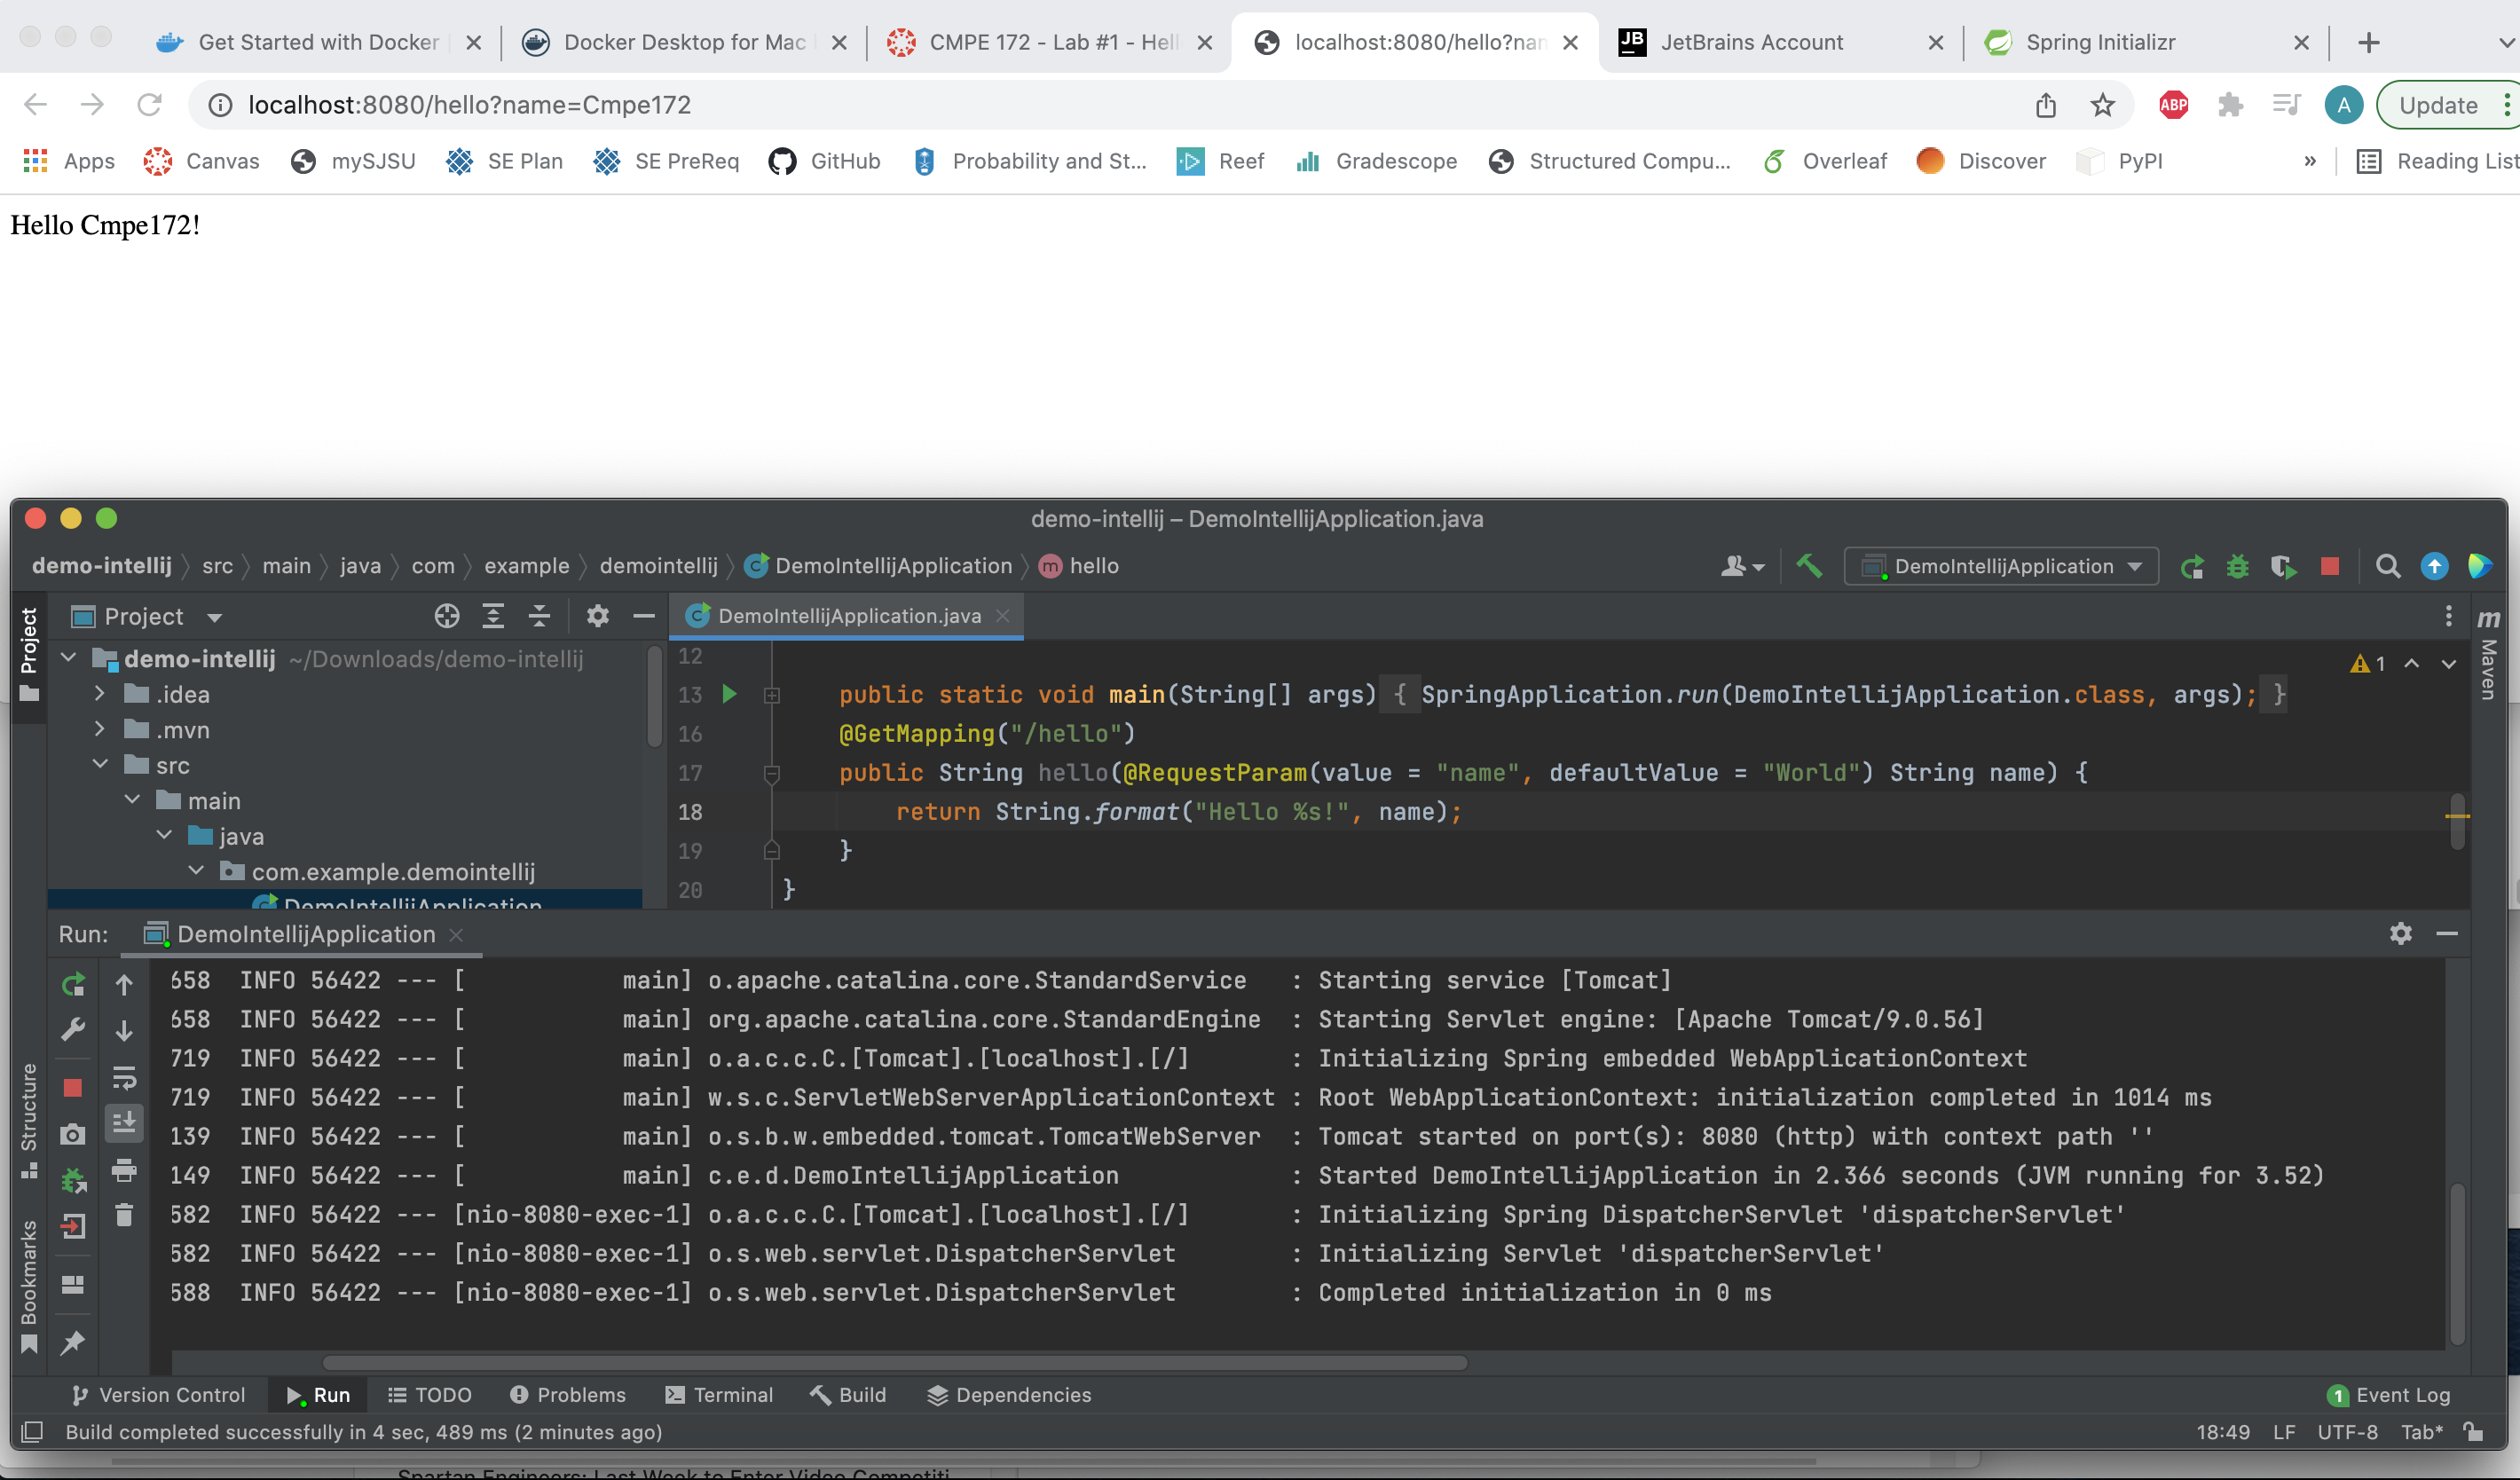 Get Started with Docker
Docker Desktop for Mac
CMPE 172 - Lab #1 - Hell
localhost:8080/hello?nam
JetBrains Account
Spring Initializr
localhost:8080/hello?name=Cmpe172
ABP
A
Update
Apps
Canvas
mySJSU
SE Plan
SE PreReq
GitHub
Probability and St...
Reef
Gradescope
Structured Compu...
Overleaf
Discover
PyPI
»
Reading List
Hello Cmpe172!
demo-intellij – DemoIntellijApplication.java
demo-intellij
src
main
java
com
example
demointellij
DemoIntellijApplication
m hello
DemoIntellijApplication
Project
Project
DemoIntellijApplication.java
m
Maven
demo-intellij ~/Downloads/demo-intellij
.idea
.mvn
src
main
java
com.example.demointellij
DemoIntellijApplication
12
1
13 public static void main(String[] args) { SpringApplication.run(DemoIntellijApplication.class, args); }
16 @GetMapping("/hello")
17 public String hello(@RequestParam(value = "name", defaultValue = "World") String name) {
18 return String.format("Hello %s!", name);
19 }
20 }
Run: DemoIntellijApplication
658 INFO 56422 --- [ main] o.apache.catalina.core.StandardService : Starting service [Tomcat]
658 INFO 56422 --- [ main] org.apache.catalina.core.StandardEngine : Starting Servlet engine: [Apache Tomcat/9.0.56]
719 INFO 56422 --- [ main] o.a.c.c.C.[Tomcat].[localhost].[/] : Initializing Spring embedded WebApplicationContext
719 INFO 56422 --- [ main] w.s.c.ServletWebServerApplicationContext : Root WebApplicationContext: initialization completed in 1014 ms
139 INFO 56422 --- [ main] o.s.b.w.embedded.tomcat.TomcatWebServer : Tomcat started on port(s): 8080 (http) with context path ''
149 INFO 56422 --- [ main] c.e.d.DemoIntellijApplication : Started DemoIntellijApplication in 2.366 seconds (JVM running for 3.52)
582 INFO 56422 --- [nio-8080-exec-1] o.a.c.c.C.[Tomcat].[localhost].[/] : Initializing Spring DispatcherServlet 'dispatcherServlet'
582 INFO 56422 --- [nio-8080-exec-1] o.s.web.servlet.DispatcherServlet : Initializing Servlet 'dispatcherServlet'
588 INFO 56422 --- [nio-8080-exec-1] o.s.web.servlet.DispatcherServlet : Completed initialization in 0 ms
Structure
Bookmarks
Version Control
Run
TODO
Problems
Terminal
Build
Dependencies
1 Event Log
Build completed successfully in 4 sec, 489 ms (2 minutes ago)
18:49 LF UTF-8 Tab*
Spartan Engineers: Last Week to Enter Video Competiti